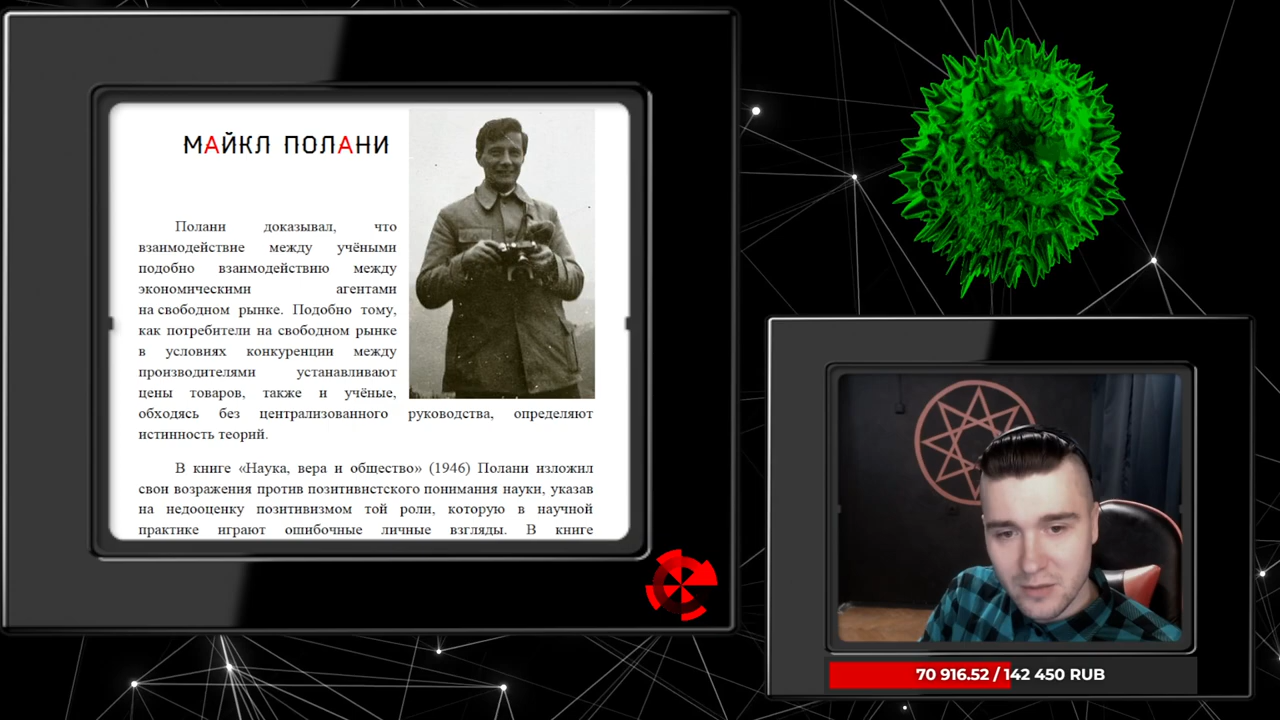 МАЙКЛ ПОЛАНИ
Полани доказывал, что
взаимодействие между учёными
подобно взаимодействию между
экономическими агентами
на свободном рынке. Подобно тому,
как потребители на свободном рынке
в условиях конкуренции между
производителями устанавливают
цены товаров, также и учёные,
обходясь без централизованного руководства, определяют
истинность теорий.
В книге «Наука, вера и общество» (1946) Полани изложил
свои возражения против позитивистского понимания науки, указав
на недооценку позитивизмом той роли, которую в научной
практике играют ошибочные личные взгляды. В книге
70 916.52 / 142 450 RUB